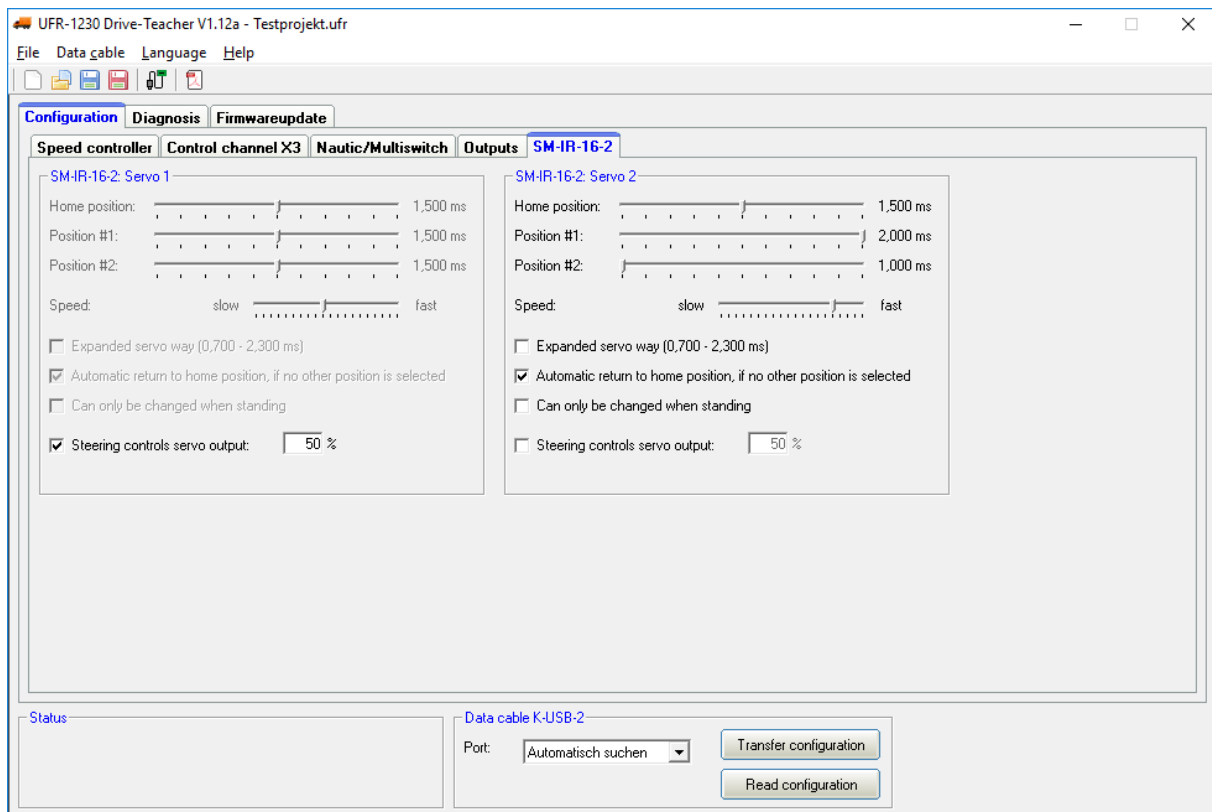 UFR-1230 Drive-Teacher V1.12a - Testprojekt.ufr
File Data cable Language Help
Configuration Diagnosis Firmwareupdate
Speed controller Control channel X3 Nautic/Multiswitch Outputs SM-IR-16-2
SM-IR-16-2: Servo 1
Home position: 1,500 ms
Position #1: 1,500 ms
Position #2: 1,500 ms
Speed: slow fast
Expanded servo way (0,700 - 2,300 ms)
Automatic return to home position, if no other position is selected
Can only be changed when standing
Steering controls servo output: 50 %
SM-IR-16-2: Servo 2
Home position: 1,500 ms
Position #1: 2,000 ms
Position #2: 1,000 ms
Speed: slow fast
Expanded servo way (0,700 - 2,300 ms)
Automatic return to home position, if no other position is selected
Can only be changed when standing
Steering controls servo output: 50 %
Status
Data cable K-USB-2
Port: Automatisch suchen
Transfer configuration
Read configuration